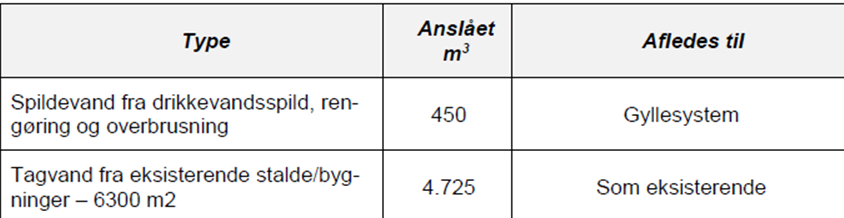 Type
Anslået
m³
Afledes til
Spildevand fra drikkevandsspild, ren-
gøring og overbrusning
450
Gyllesystem
Tagvand fra eksisterende stalde/byg-
ninger – 6300 m2
4.725
Som eksisterende